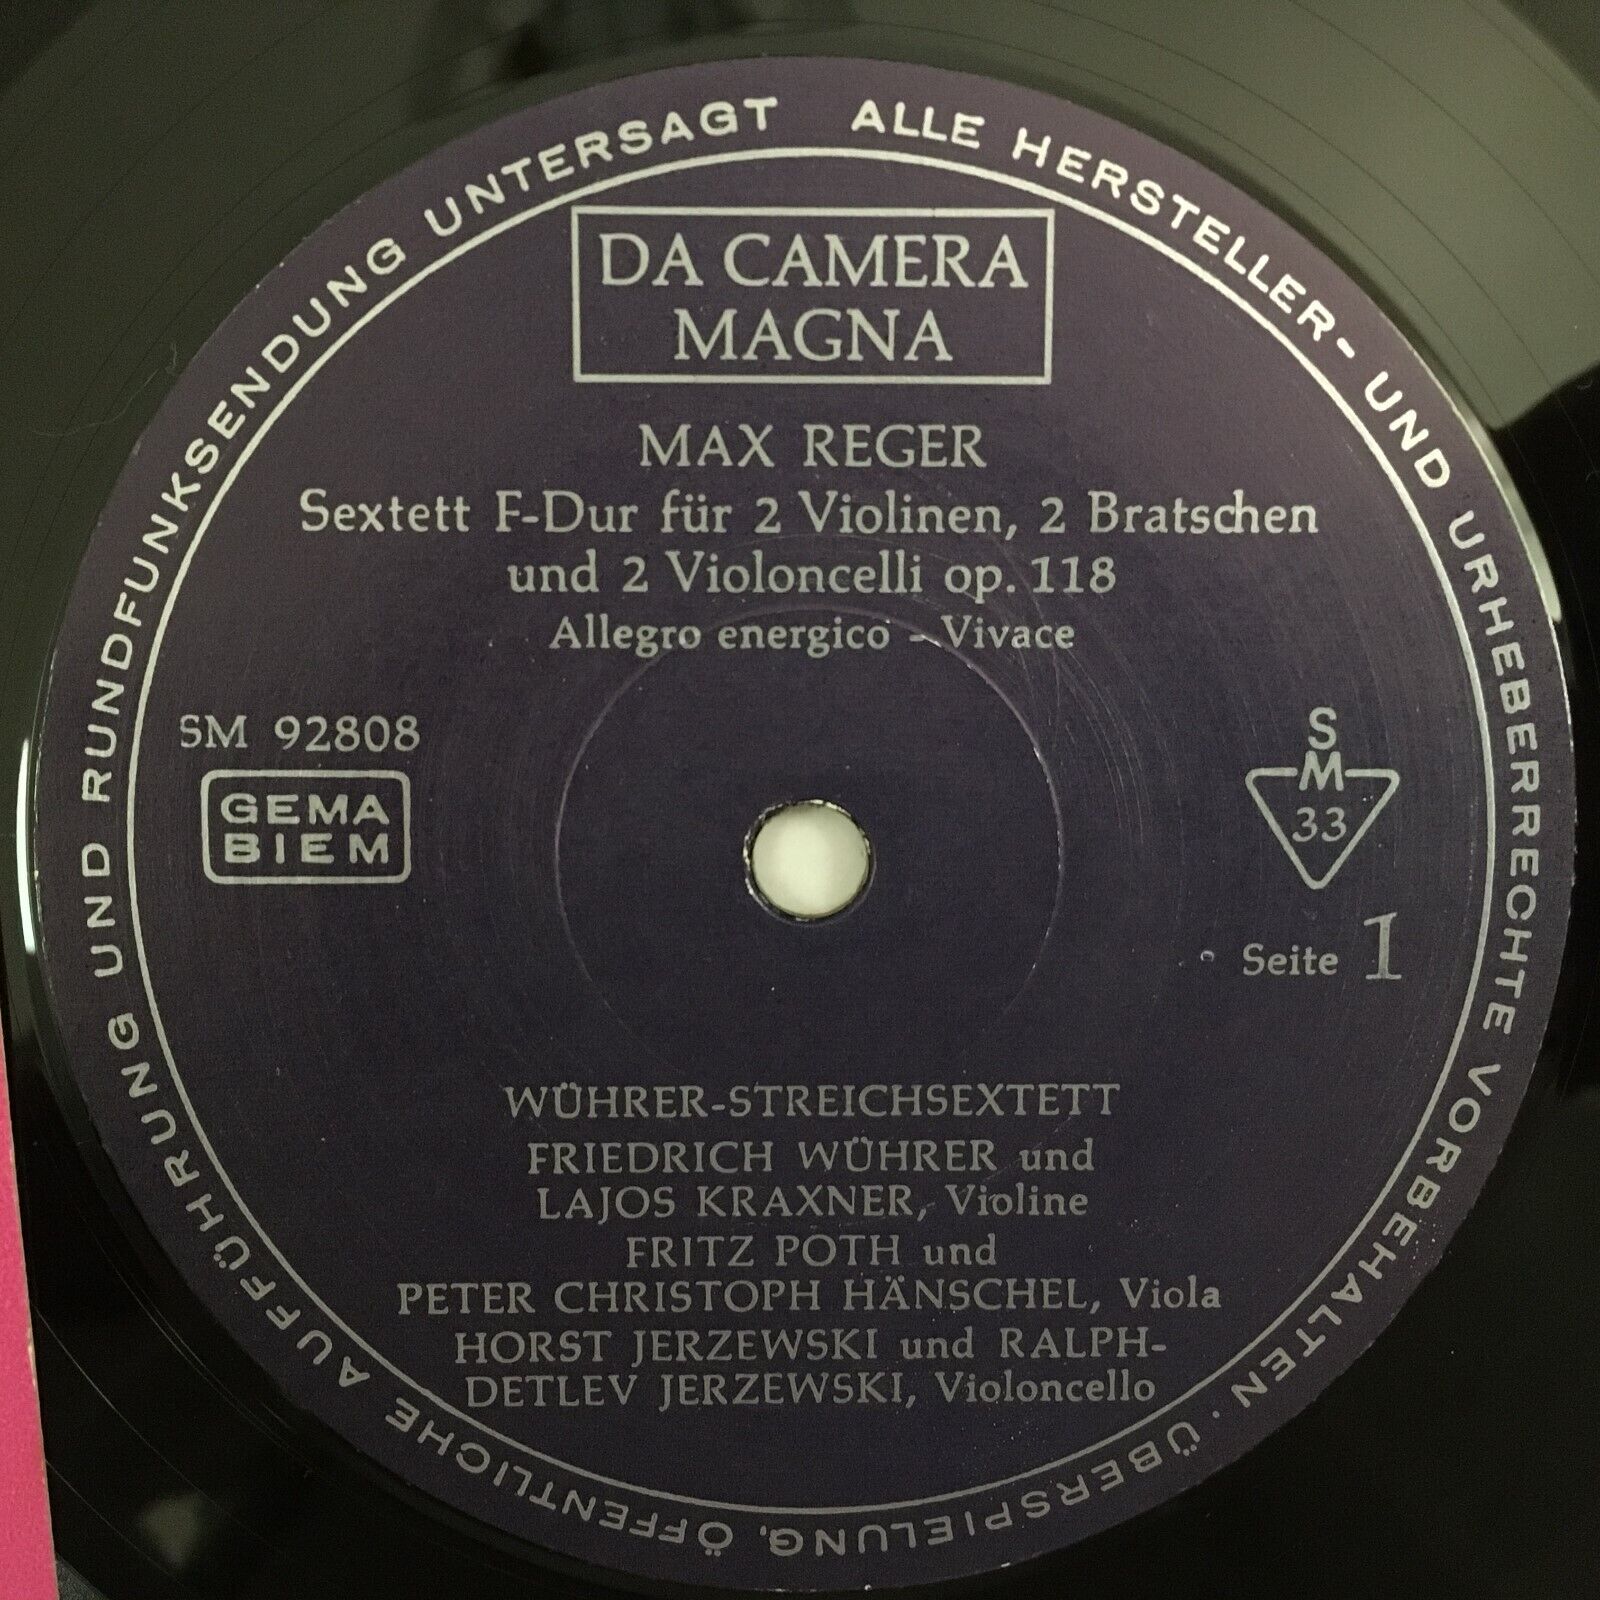 ALLE HERSTELLER- UND URHEBERRECHTE VORBEHALTEN · ÜBERSPIELUNG, ÖFFENTLICHE AUFFÜHRUNG UND RUNDFUNKSENDUNG UNTERSAGT
DA CAMERA
MAGNA
MAX REGER
Sextett F-Dur für 2 Violinen, 2 Bratschen
und 2 Violoncelli op. 118
Allegro energico - Vivace
SM 92808
GEMA
BIEM
S
M
33
Seite 1
WÜHRER-STREICHSEXTETT
FRIEDRICH WÜHRER und
LAJOS KRAXNER, Violine
FRITZ POTH und
PETER CHRISTOPH HÄNSCHEL, Viola
HORST JERZEWSKI und RALPH-
DETLEV JERZEWSKI, Violoncello